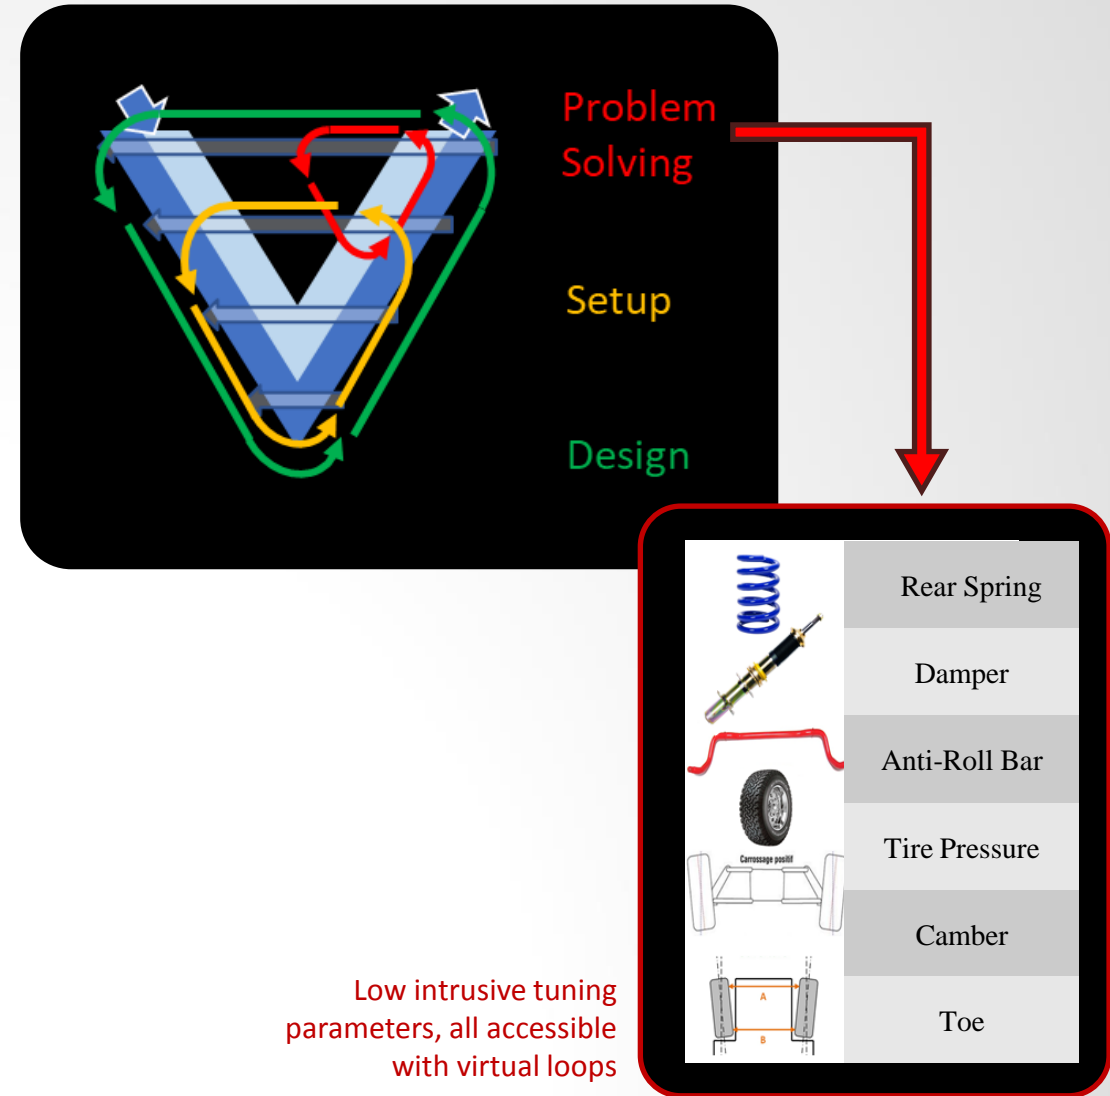 Problem
Solving
Setup
Design
Rear Spring
Damper
Anti-Roll Bar
Tire Pressure
Carrossage positif
Camber
A
B
Toe
Low intrusive tuning
parameters, all accessible
with virtual loops